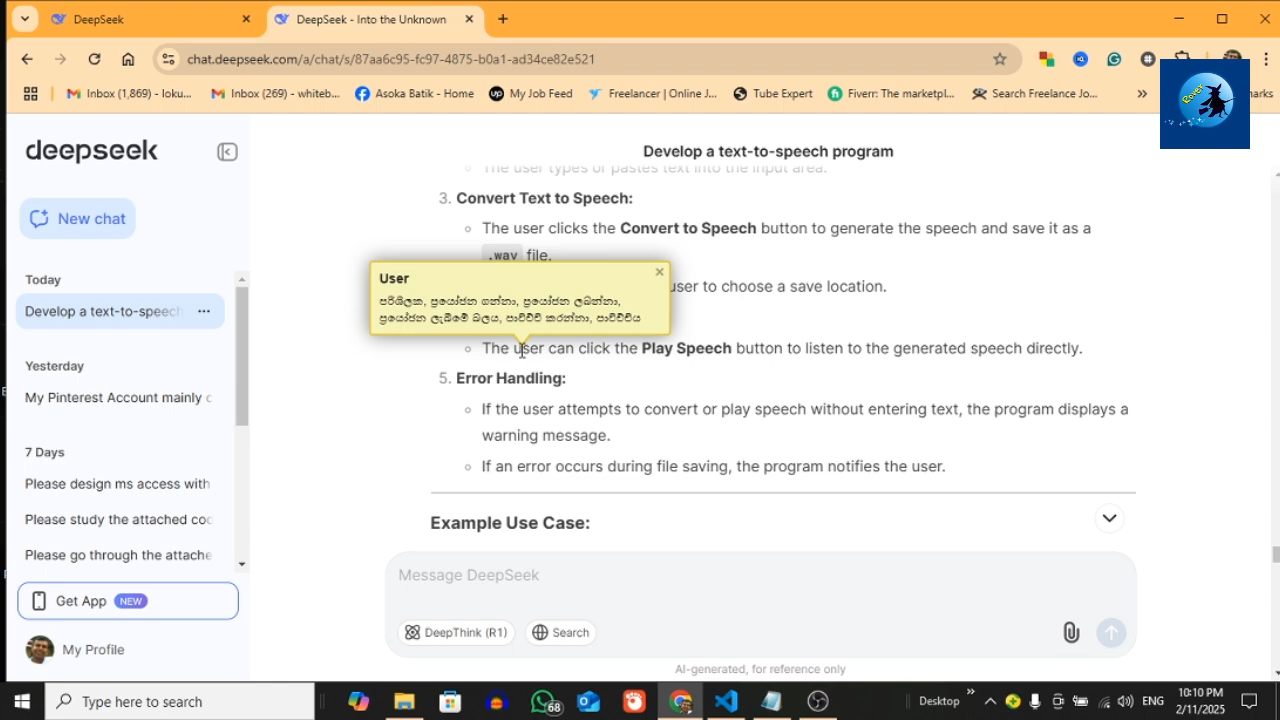 DeepSeek
DeepSeek - Into the Unknown
chat.deepseek.com/a/chat/s/87aa6c95-fc97-4875-b0a1-ad34ce82e521
Inbox (1,869) - loku...
Inbox (269) - whiteb...
Asoka Batik - Home
My Job Feed
Freelancer | Online J...
Tube Expert
Fiverr: The marketpl...
Search Freelance Jo...
deepseek
New chat
Today
Develop a text-to-speech
Yesterday
My Pinterest Account mainly c
7 Days
Please design ms access with
Please study the attached coc
Please go through the attache
Get App NEW
My Profile
Develop a text-to-speech program
The user types or pastes text into the input area.
3. Convert Text to Speech:
The user clicks the Convert to Speech button to generate the speech and save it as a
.wav file.
user to choose a save location.
User
පරිශීලක, ප්‍රයෝජන ගන්නා, ප්‍රයෝජන ලබන්නා,
ප්‍රයෝජන ලැබීමේ බලය, පාවිච්චි කරන්නා, පාවිච්චිය
The user can click the Play Speech button to listen to the generated speech directly.
5. Error Handling:
If the user attempts to convert or play speech without entering text, the program displays a
warning message.
If an error occurs during file saving, the program notifies the user.
Example Use Case:
Message DeepSeek
DeepThink (R1)
Search
AI-generated, for reference only
Type here to search
68
Desktop
ENG
10:10 PM
2/11/2025